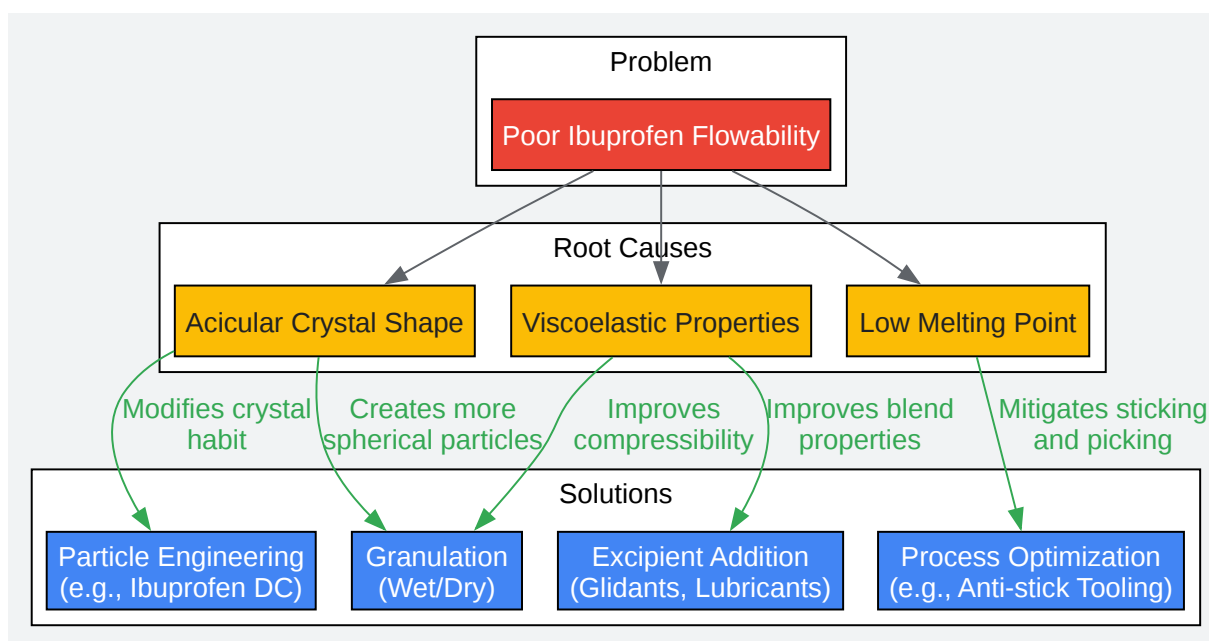 Problem
Poor Ibuprofen Flowability
Root Causes
Acicular Crystal Shape
Viscoelastic Properties
Low Melting Point
Modifies crystal
habit
Creates more
spherical particles
Improves
compressibility
Improves blend
properties
Mitigates sticking
and picking
Solutions
Particle Engineering
(e.g., Ibuprofen DC)
Granulation
(Wet/Dry)
Excipient Addition
(Glidants, Lubricants)
Process Optimization
(e.g., Anti-stick Tooling)